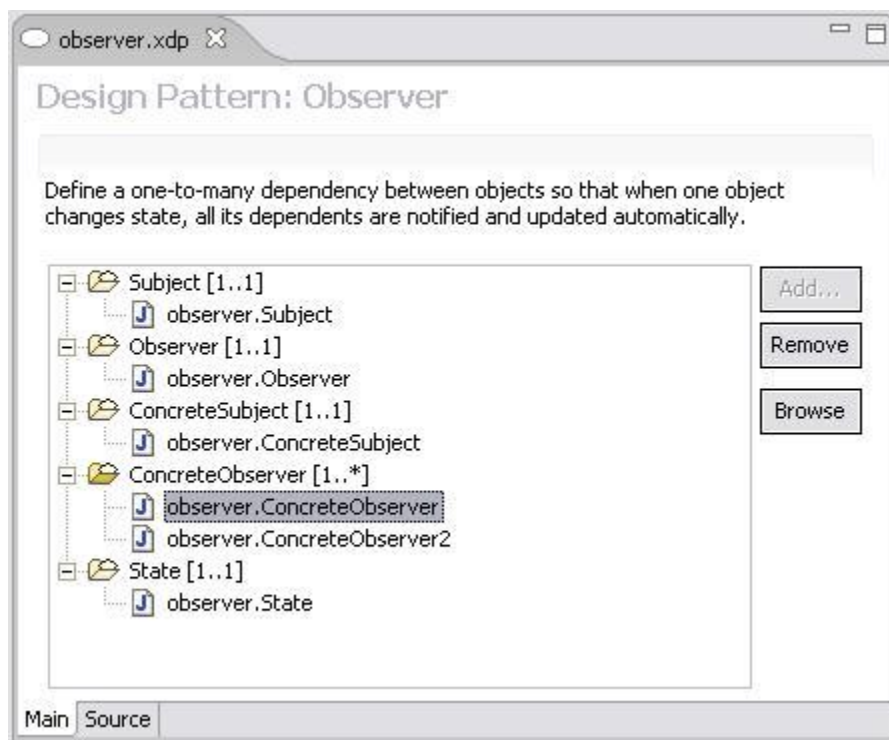 observer.xdp
Design Pattern: Observer
Define a one-to-many dependency between objects so that when one object
changes state, all its dependents are notified and updated automatically.
Subject [1..1]
observer.Subject
Observer [1..1]
observer.Observer
ConcreteSubject [1..1]
observer.ConcreteSubject
ConcreteObserver [1..*]
observer.ConcreteObserver
observer.ConcreteObserver2
State [1..1]
observer.State
Add...
Remove
Browse
Main Source